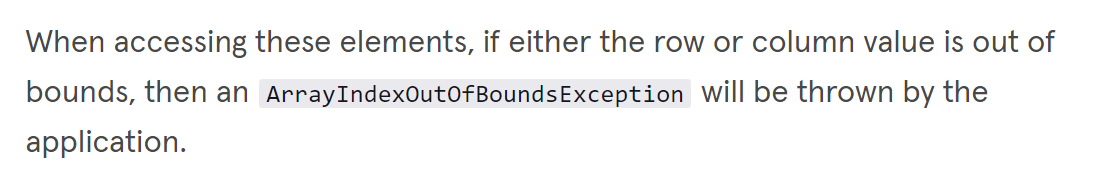 When accessing these elements, if either the row or column value is out of
bounds, then an ArrayIndexOutOfBoundsException will be thrown by the
application.